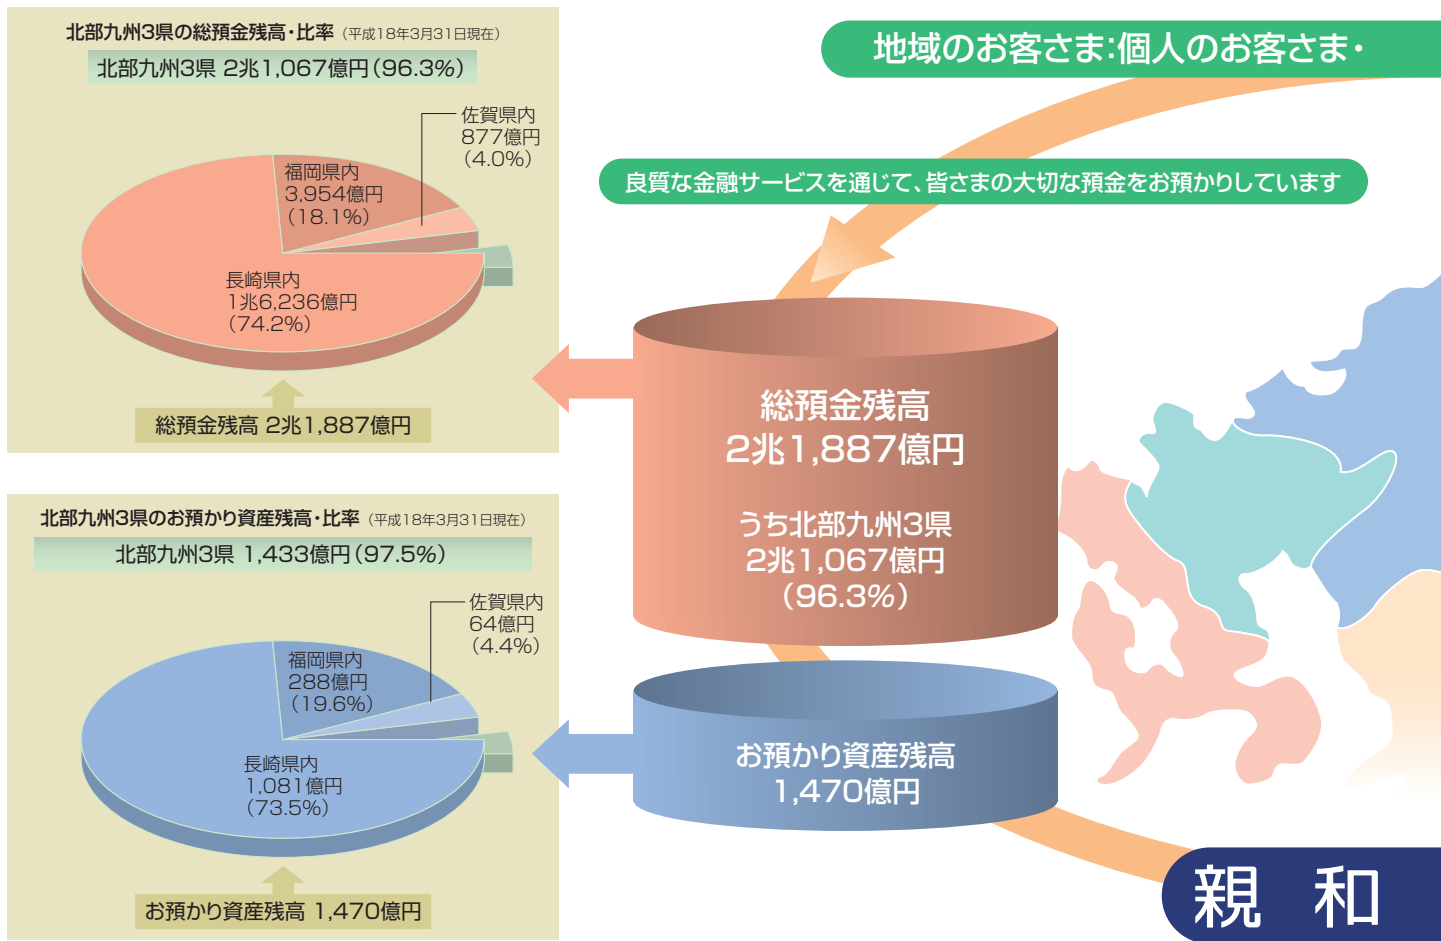 北部九州3県の総預金残高・比率（平成18年3月31日現在）
北部九州3県 2兆1,067億円（96.3%）
佐賀県内
877億円
（4.0%）
福岡県内
3,954億円
（18.1%）
長崎県内
1兆6,236億円
（74.2%）
総預金残高 2兆1,887億円
北部九州3県のお預かり資産残高・比率（平成18年3月31日現在）
北部九州3県 1,433億円（97.5%）
佐賀県内
64億円
（4.4%）
福岡県内
288億円
（19.6%）
長崎県内
1,081億円
（73.5%）
お預かり資産残高 1,470億円
地域のお客さま：個人のお客さま・
良質な金融サービスを通じて、皆さまの大切な預金をお預かりしています
総預金残高
2兆1,887億円
うち北部九州3県
2兆1,067億円
（96.3%）
お預かり資産残高
1,470億円
親 和